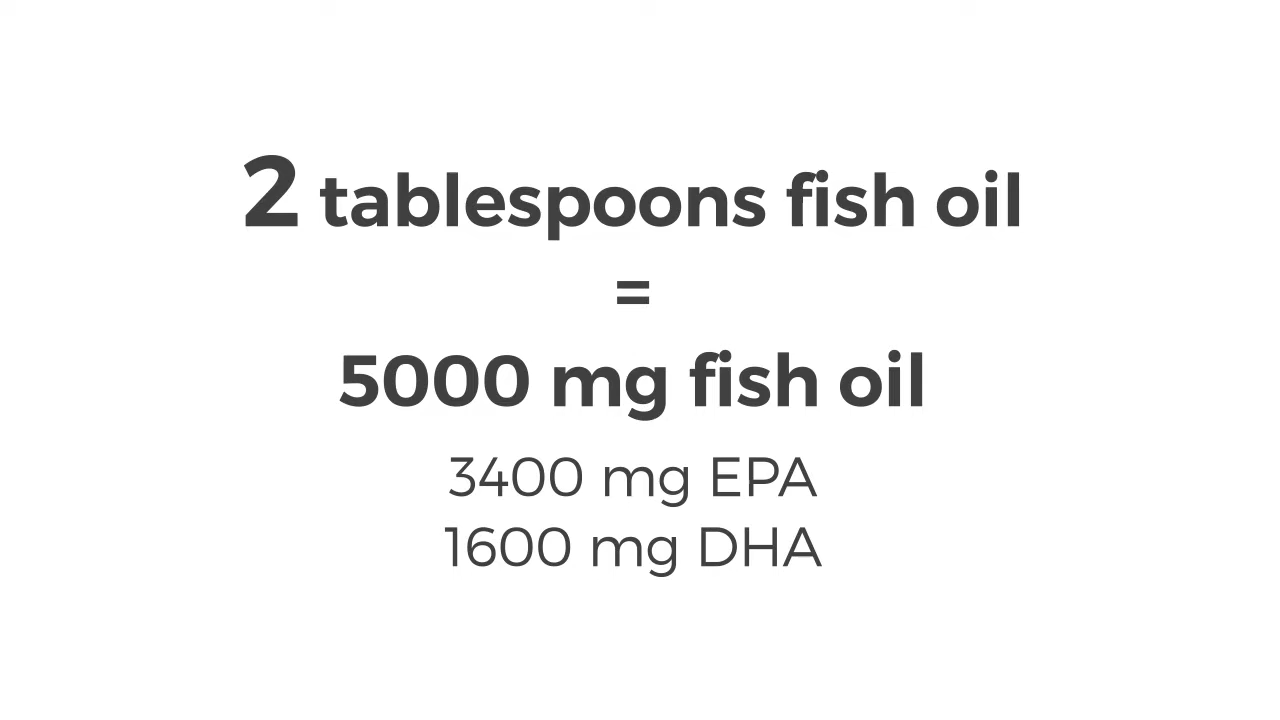 2 tablespoons fish oil
=
5000 mg fish oil
3400 mg EPA
1600 mg DHA